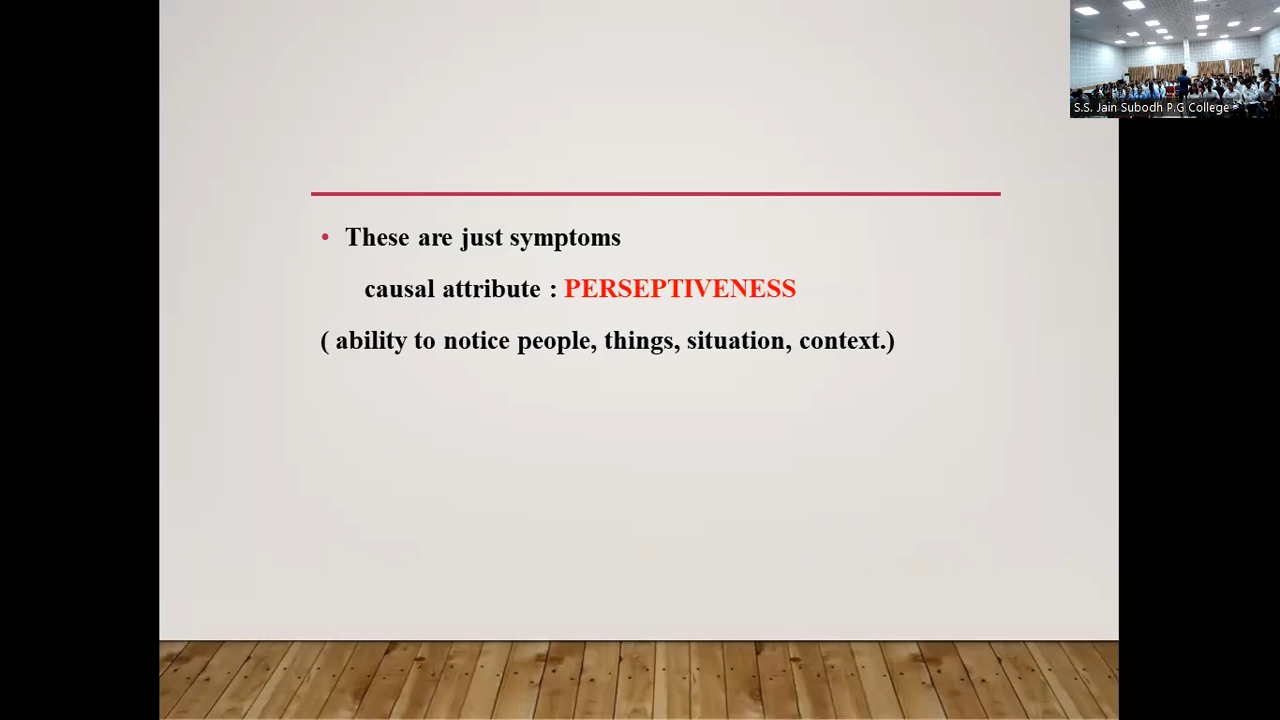 S.S. Jain Subodh P.G College
• These are just symptoms
causal attribute : PERSEPTIVENESS
( ability to notice people, things, situation, context.)